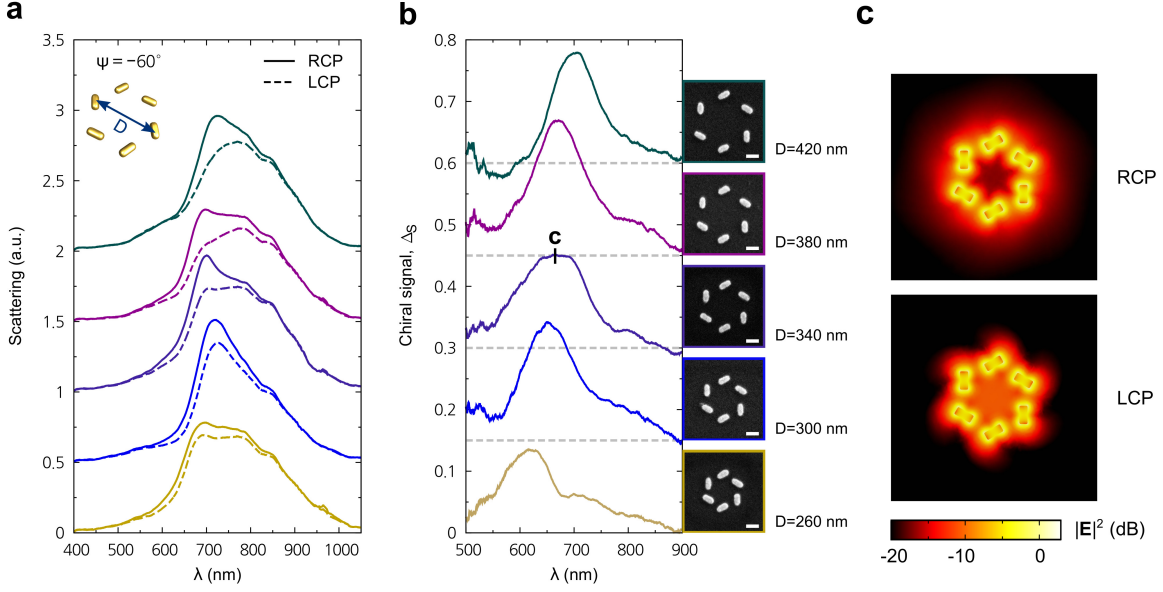 a
ψ = −60°
RCP
LCP
D
3.5
3
2.5
2
1.5
1
0.5
0
Scattering (a.u.)
400 500 600 700 800 900 1000
λ (nm)
b
0.8
0.7
0.6
0.5
0.4
0.3
0.2
0.1
0
Chiral signal, ΔS
c
500 600 700 800 900
λ (nm)
D=420 nm
D=380 nm
D=340 nm
D=300 nm
D=260 nm
c
RCP
LCP
-20 -10 0
|E|² (dB)